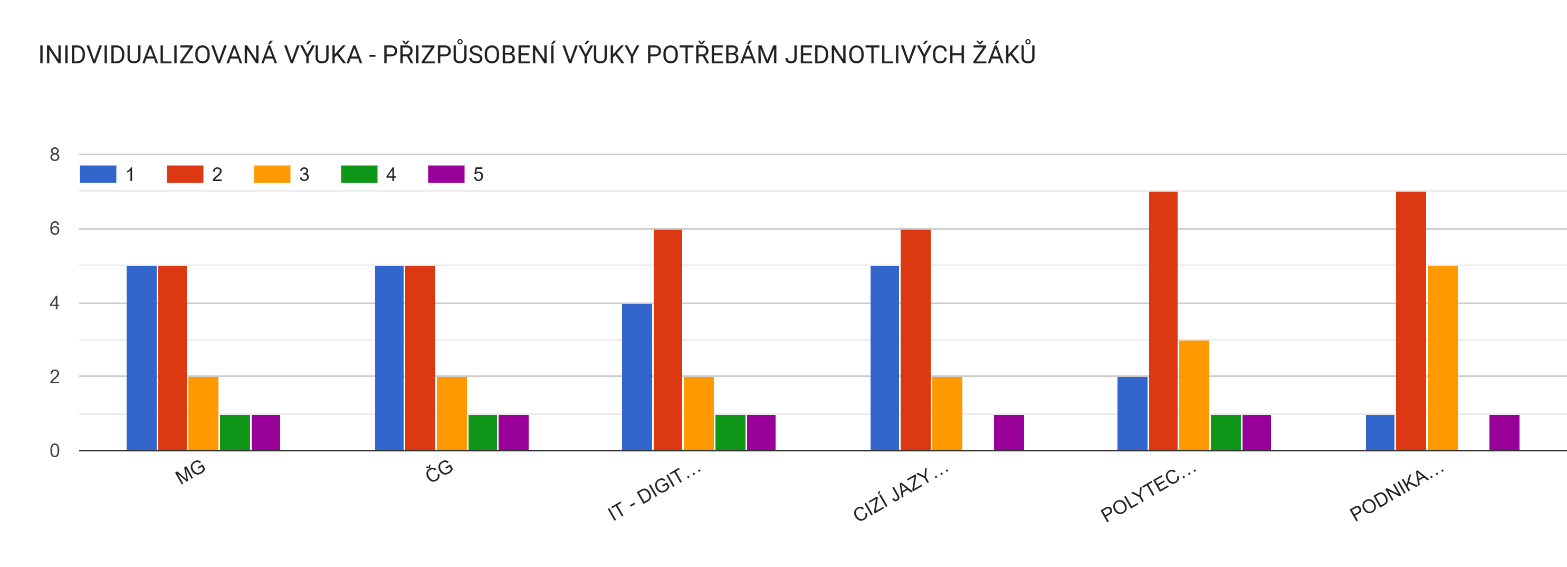 INIDVIDUALIZOVANÁ VÝUKA - PŘIZPŮSOBENÍ VÝUKY POTŘEBÁM JEDNOTLIVÝCH ŽÁKŮ
8
1 2 3 4 5
6
4
2
0
MG ČG IT - DIGIT... CIZÍ JAZY... POLYTEC... PODNIKA...